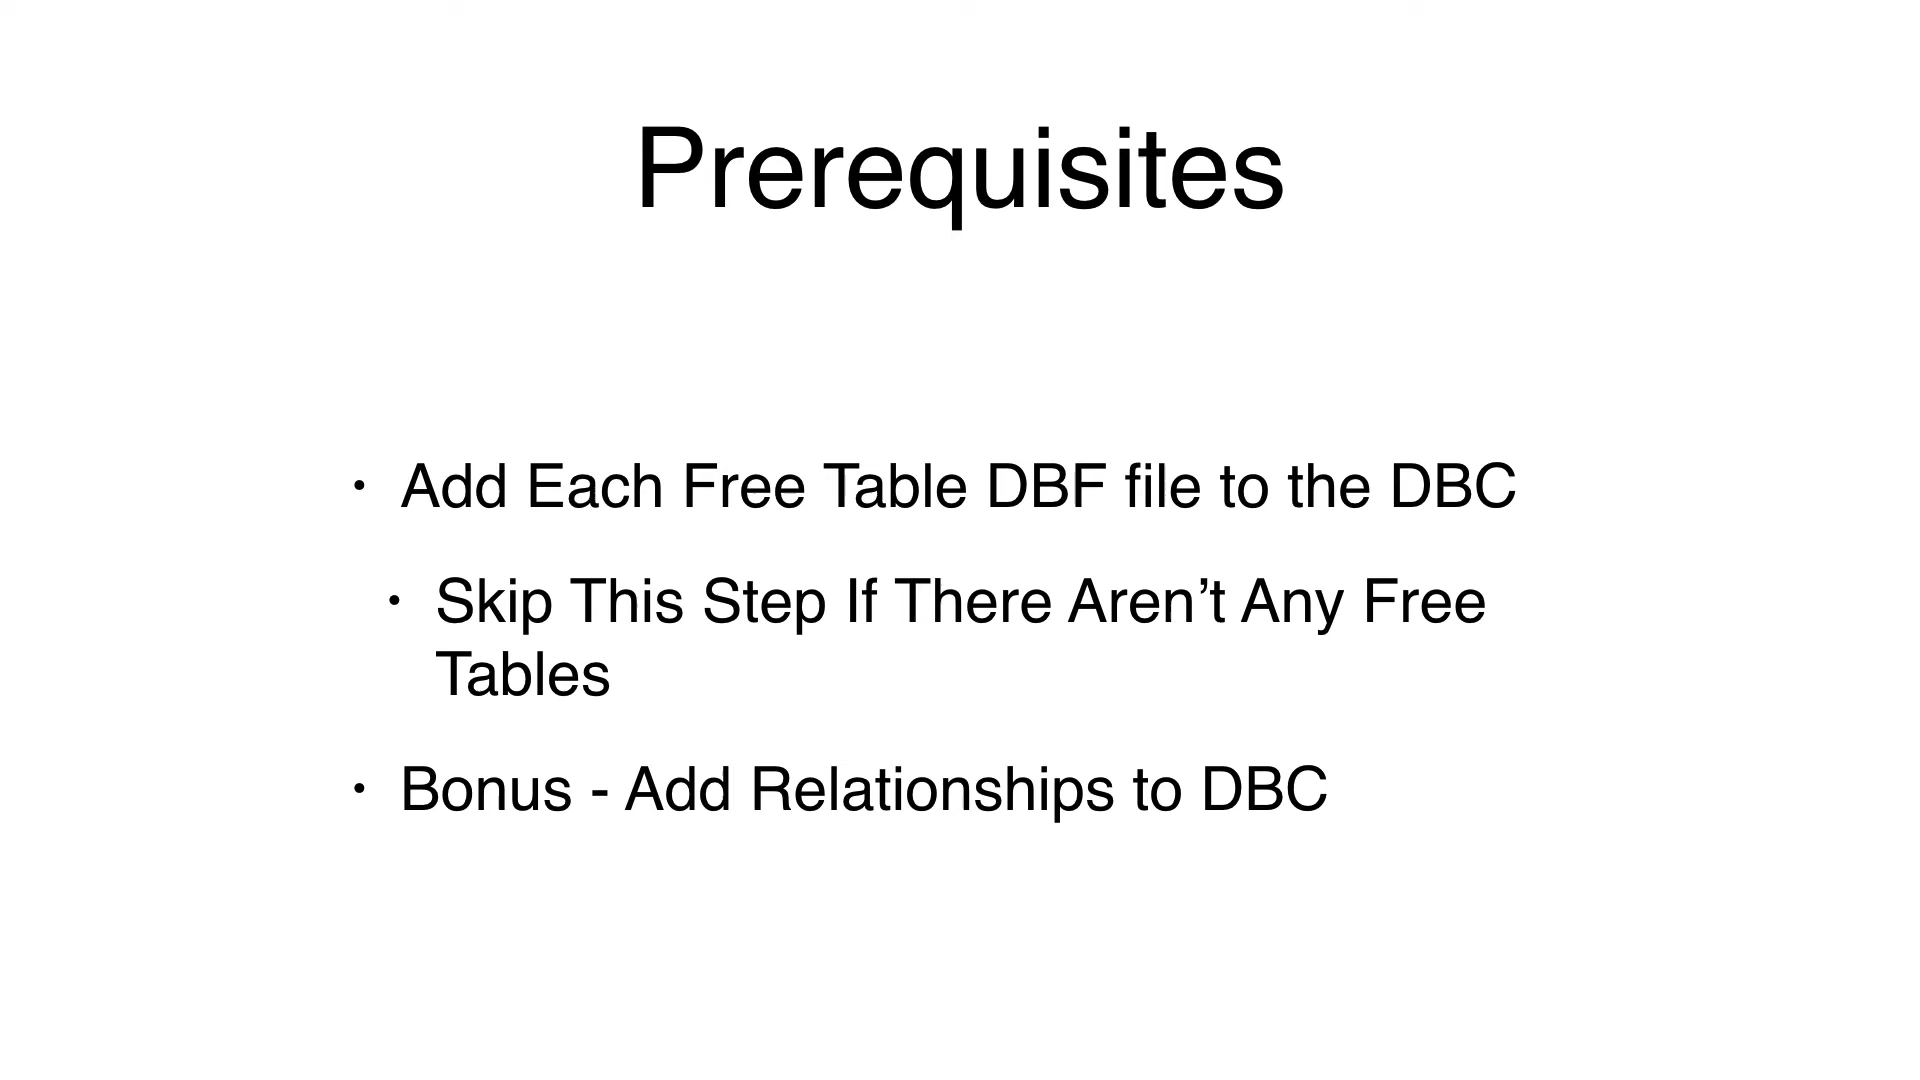 Prerequisites
• Add Each Free Table DBF file to the DBC
• Skip This Step If There Aren’t Any Free
Tables
• Bonus - Add Relationships to DBC